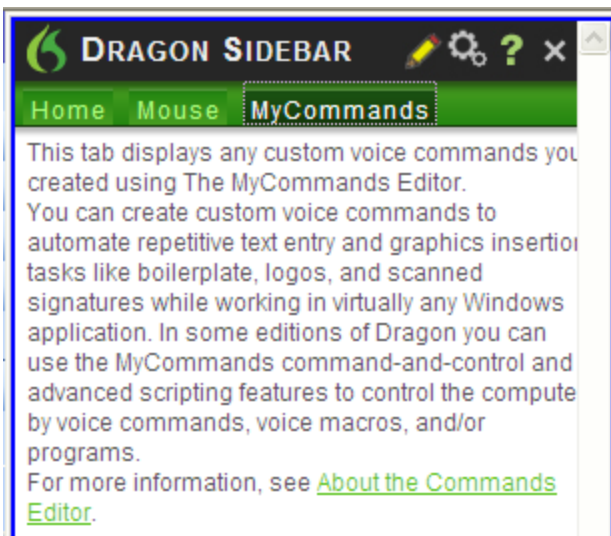 DRAGON SIDEBAR ?
Home Mouse MyCommands
This tab displays any custom voice commands you
created using The MyCommands Editor.
You can create custom voice commands to
automate repetitive text entry and graphics insertion
tasks like boilerplate, logos, and scanned
signatures while working in virtually any Windows
application. In some editions of Dragon you can
use the MyCommands command-and-control and
advanced scripting features to control the compute
by voice commands, voice macros, and/or
programs.
For more information, see About the Commands
Editor.